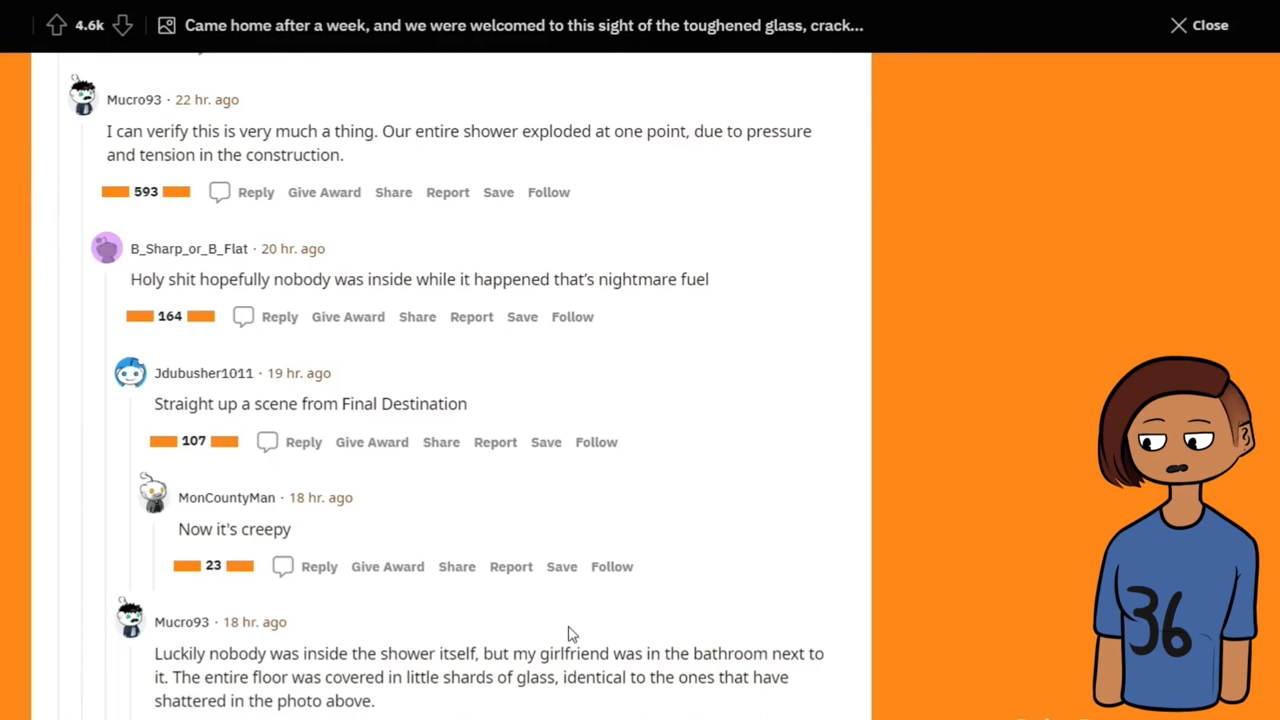 4.6k Came home after a week, and we were welcomed to this sight of the toughened glass, crack... Close
Mucro93 · 22 hr. ago
I can verify this is very much a thing. Our entire shower exploded at one point, due to pressure
and tension in the construction.
593 Reply Give Award Share Report Save Follow
B_Sharp_or_B_Flat · 20 hr. ago
Holy shit hopefully nobody was inside while it happened that's nightmare fuel
164 Reply Give Award Share Report Save Follow
Jdubusher1011 · 19 hr. ago
Straight up a scene from Final Destination
107 Reply Give Award Share Report Save Follow
MonCountyMan · 18 hr. ago
Now it's creepy
23 Reply Give Award Share Report Save Follow
Mucro93 · 18 hr. ago
Luckily nobody was inside the shower itself, but my girlfriend was in the bathroom next to
it. The entire floor was covered in little shards of glass, identical to the ones that have
shattered in the photo above.
36